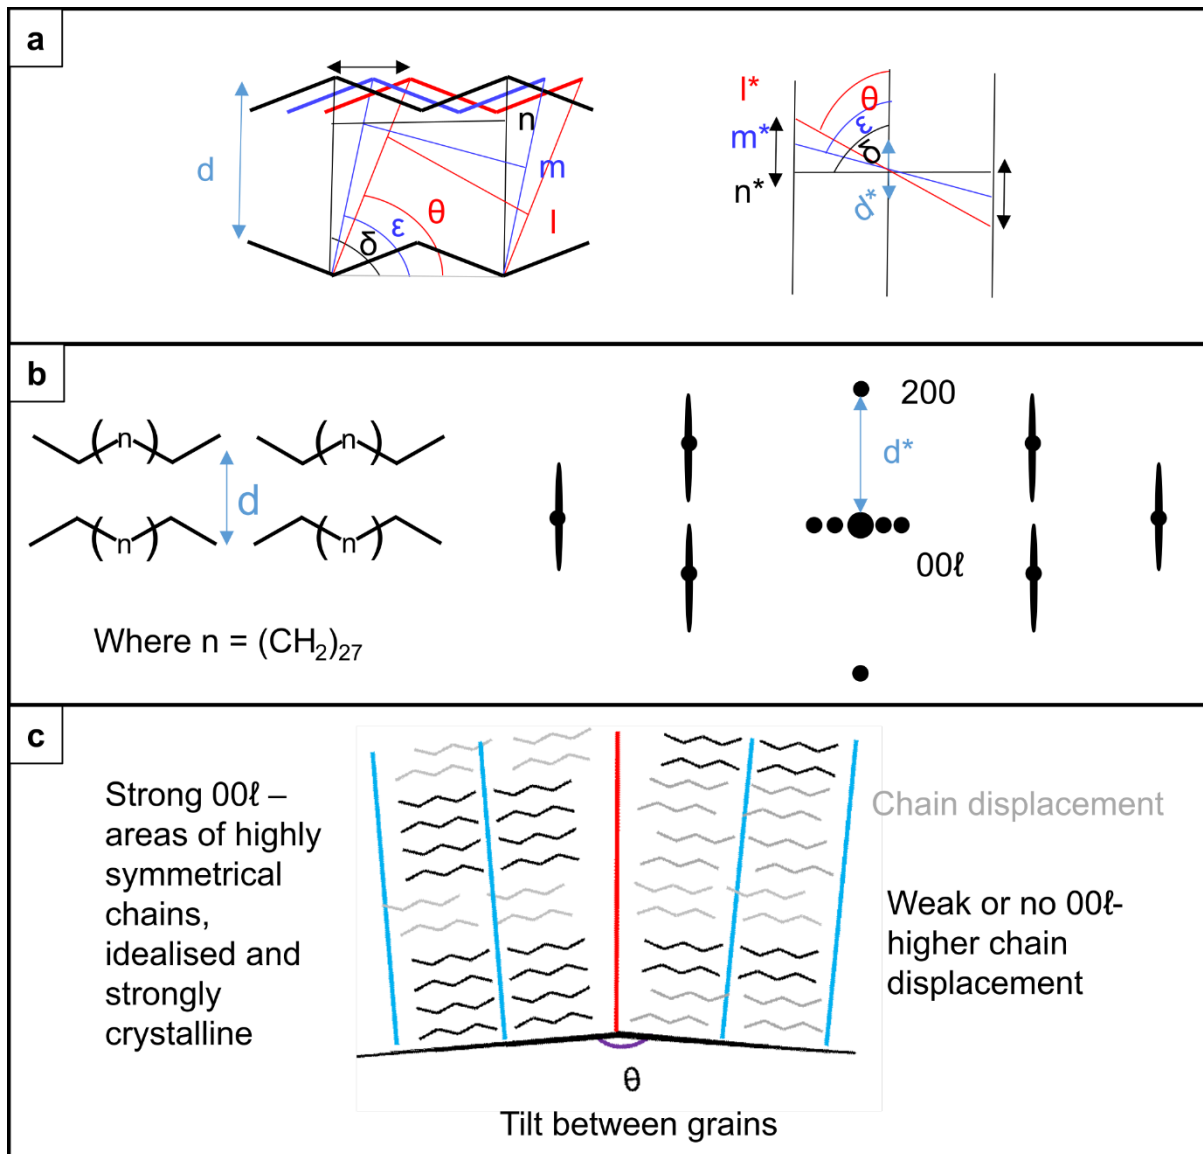 a
d
n
m
l
δ
ε
θ
l*
m*
n*
θ
ε
δ
d*
b
(n) (n)
d
(n) (n)
Where n = (CH2)27
200
d*
00ℓ
c
Strong 00ℓ –
areas of highly
symmetrical
chains,
idealised and
strongly
crystalline
Chain displacement
Weak or no 00ℓ-
higher chain
displacement
θ
Tilt between grains